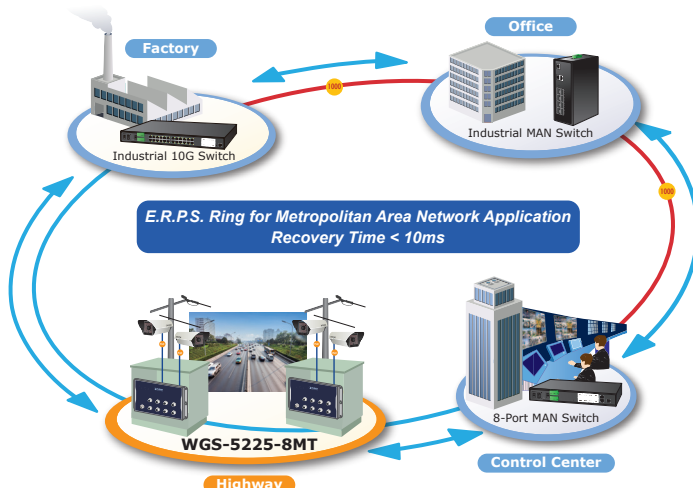 Office
Factory
1000
Industrial MAN Switch
Industrial 10G Switch
1000
E.R.P.S. Ring for Metropolitan Area Network Application
Recovery Time < 10ms
WGS-5225-8MT
8-Port MAN Switch
Control Center
Highway